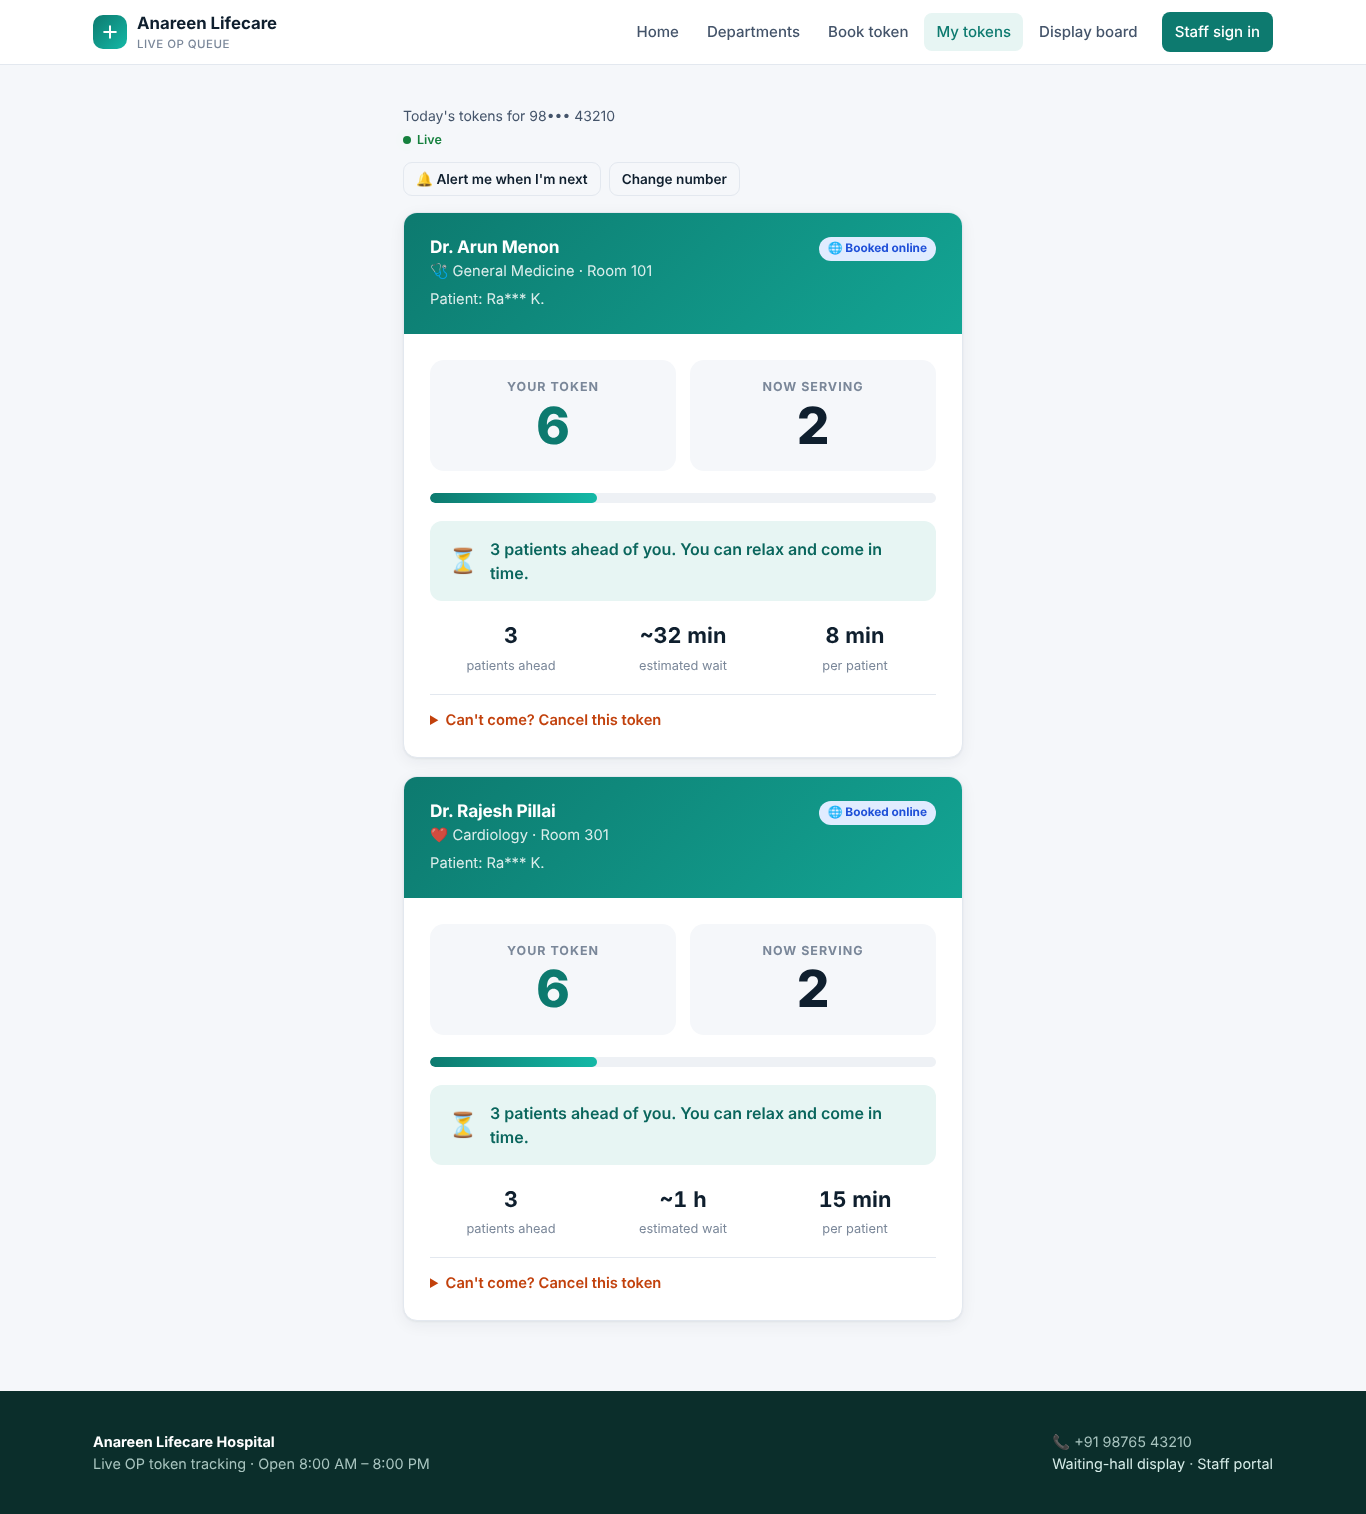 Anareen Lifecare
LIVE OP QUEUE
Home
Departments
Book token
My tokens
Display board
Staff sign in
Today's tokens for 98••• 43210
Live
🔔 Alert me when I'm next
Change number
Dr. Arun Menon
🌐 Booked online
🩺 General Medicine · Room 101
Patient: Ra*** K.
YOUR TOKEN
6
NOW SERVING
2
⏳ 3 patients ahead of you. You can relax and come in
time.
3
patients ahead
~32 min
estimated wait
8 min
per patient
▶ Can't come? Cancel this token
Dr. Rajesh Pillai
🌐 Booked online
❤️ Cardiology · Room 301
Patient: Ra*** K.
YOUR TOKEN
6
NOW SERVING
2
⏳ 3 patients ahead of you. You can relax and come in
time.
3
patients ahead
~1 h
estimated wait
15 min
per patient
▶ Can't come? Cancel this token
Anareen Lifecare Hospital
Live OP token tracking · Open 8:00 AM – 8:00 PM
📞 +91 98765 43210
Waiting-hall display · Staff portal